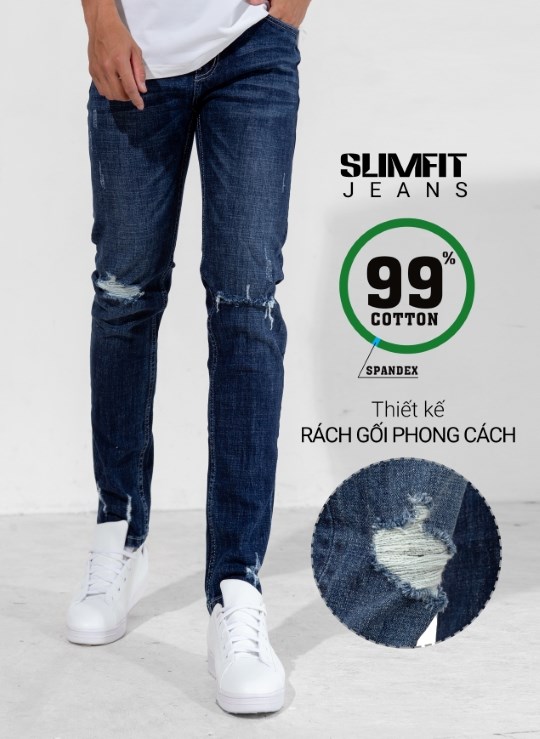 SLIMFIT
JEANS
99%
COTTON
SPANDEX
Thiết kế
RÁCH GỐI PHONG CÁCH